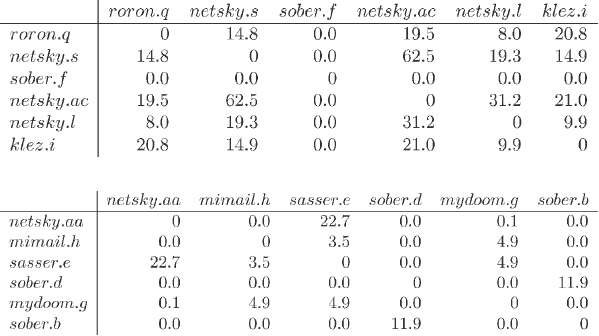 roron.q netsky.s sober.f netsky.ac netsky.l klez.i
roron.q 0 14.8 0.0 19.5 8.0 20.8
netsky.s 14.8 0 0.0 62.5 19.3 14.9
sober.f 0.0 0.0 0 0.0 0.0 0.0
netsky.ac 19.5 62.5 0.0 0 31.2 21.0
netsky.l 8.0 19.3 0.0 31.2 0 9.9
klez.i 20.8 14.9 0.0 21.0 9.9 0
netsky.aa mimail.h sasser.e sober.d mydoom.g sober.b
netsky.aa 0 0.0 22.7 0.0 0.1 0.0
mimail.h 0.0 0 3.5 0.0 4.9 0.0
sasser.e 22.7 3.5 0 0.0 4.9 0.0
sober.d 0.0 0.0 0.0 0 0.0 11.9
mydoom.g 0.1 4.9 4.9 0.0 0 0.0
sober.b 0.0 0.0 0.0 11.9 0.0 0